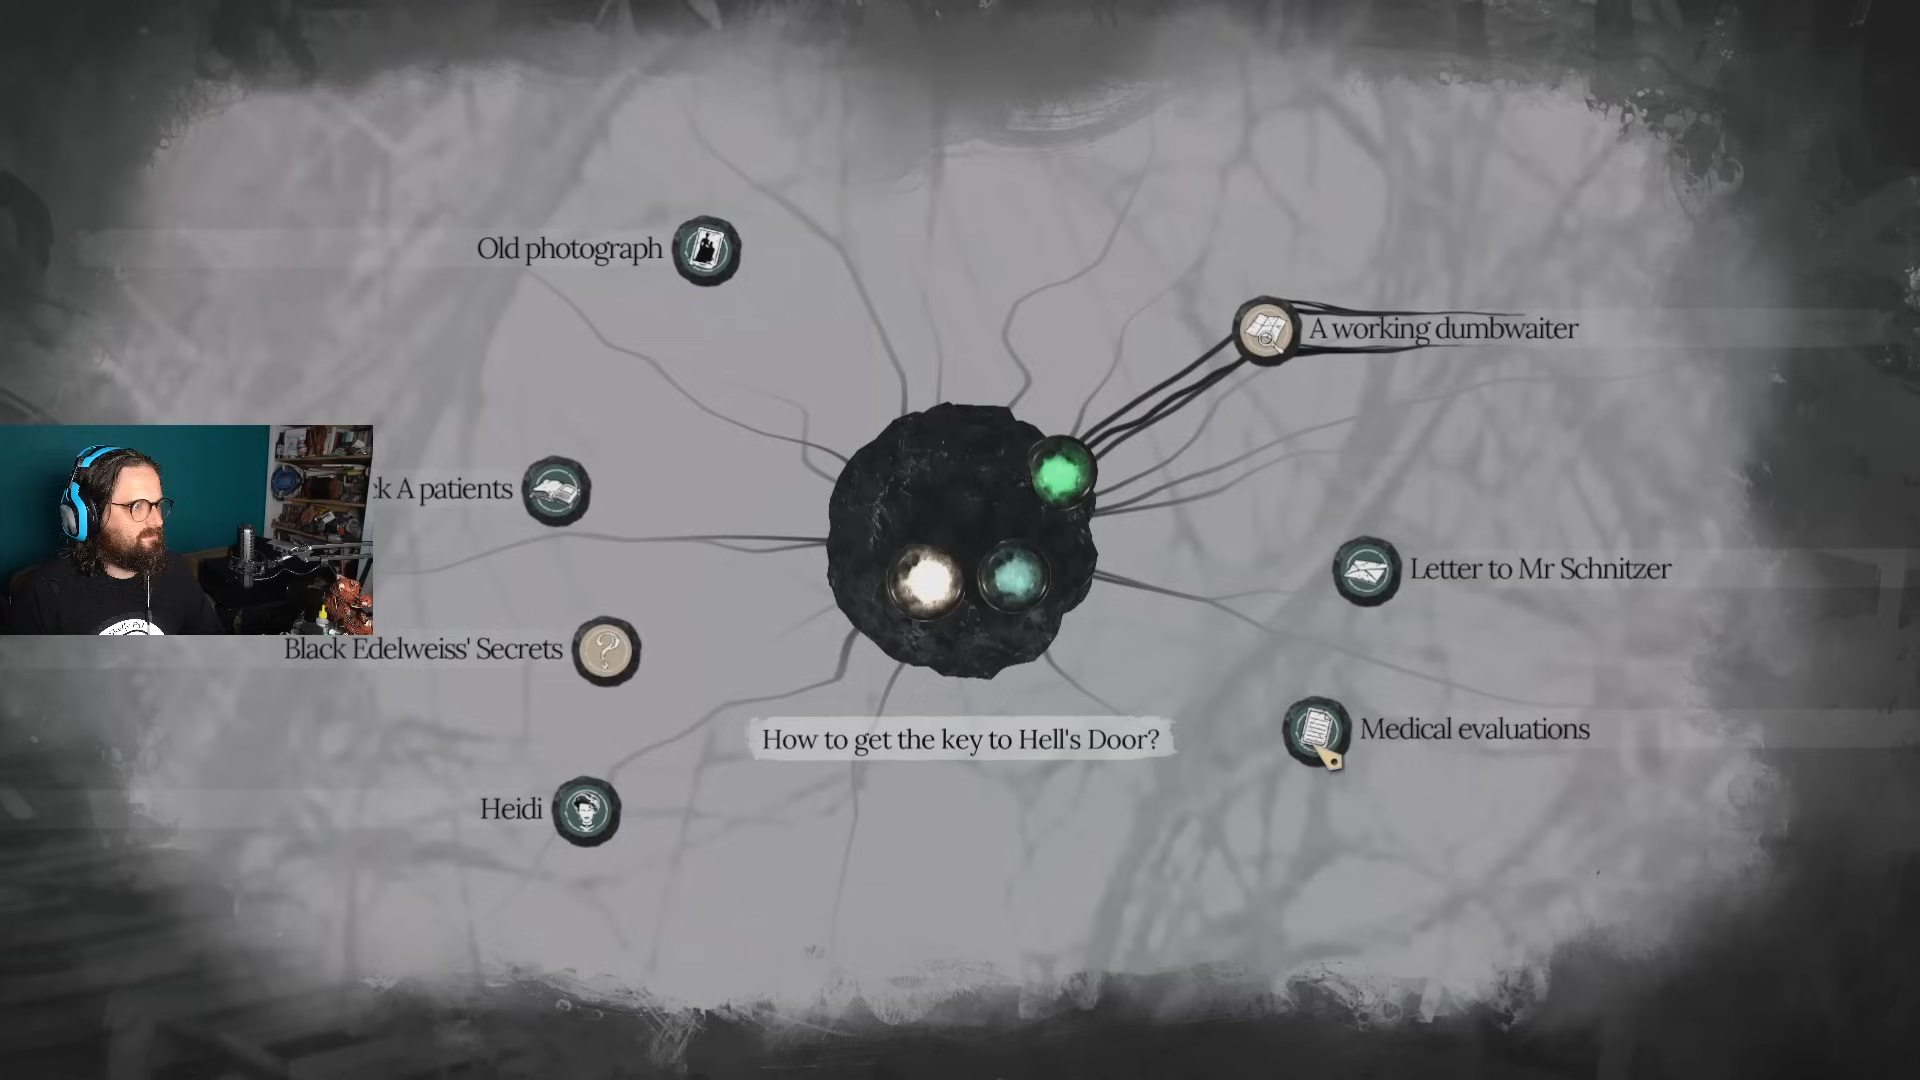 Old photograph
A working dumbwaiter
A patients
Letter to Mr Schnitzer
Black Edelweiss' Secrets
How to get the key to Hell's Door?
Medical evaluations
Heidi